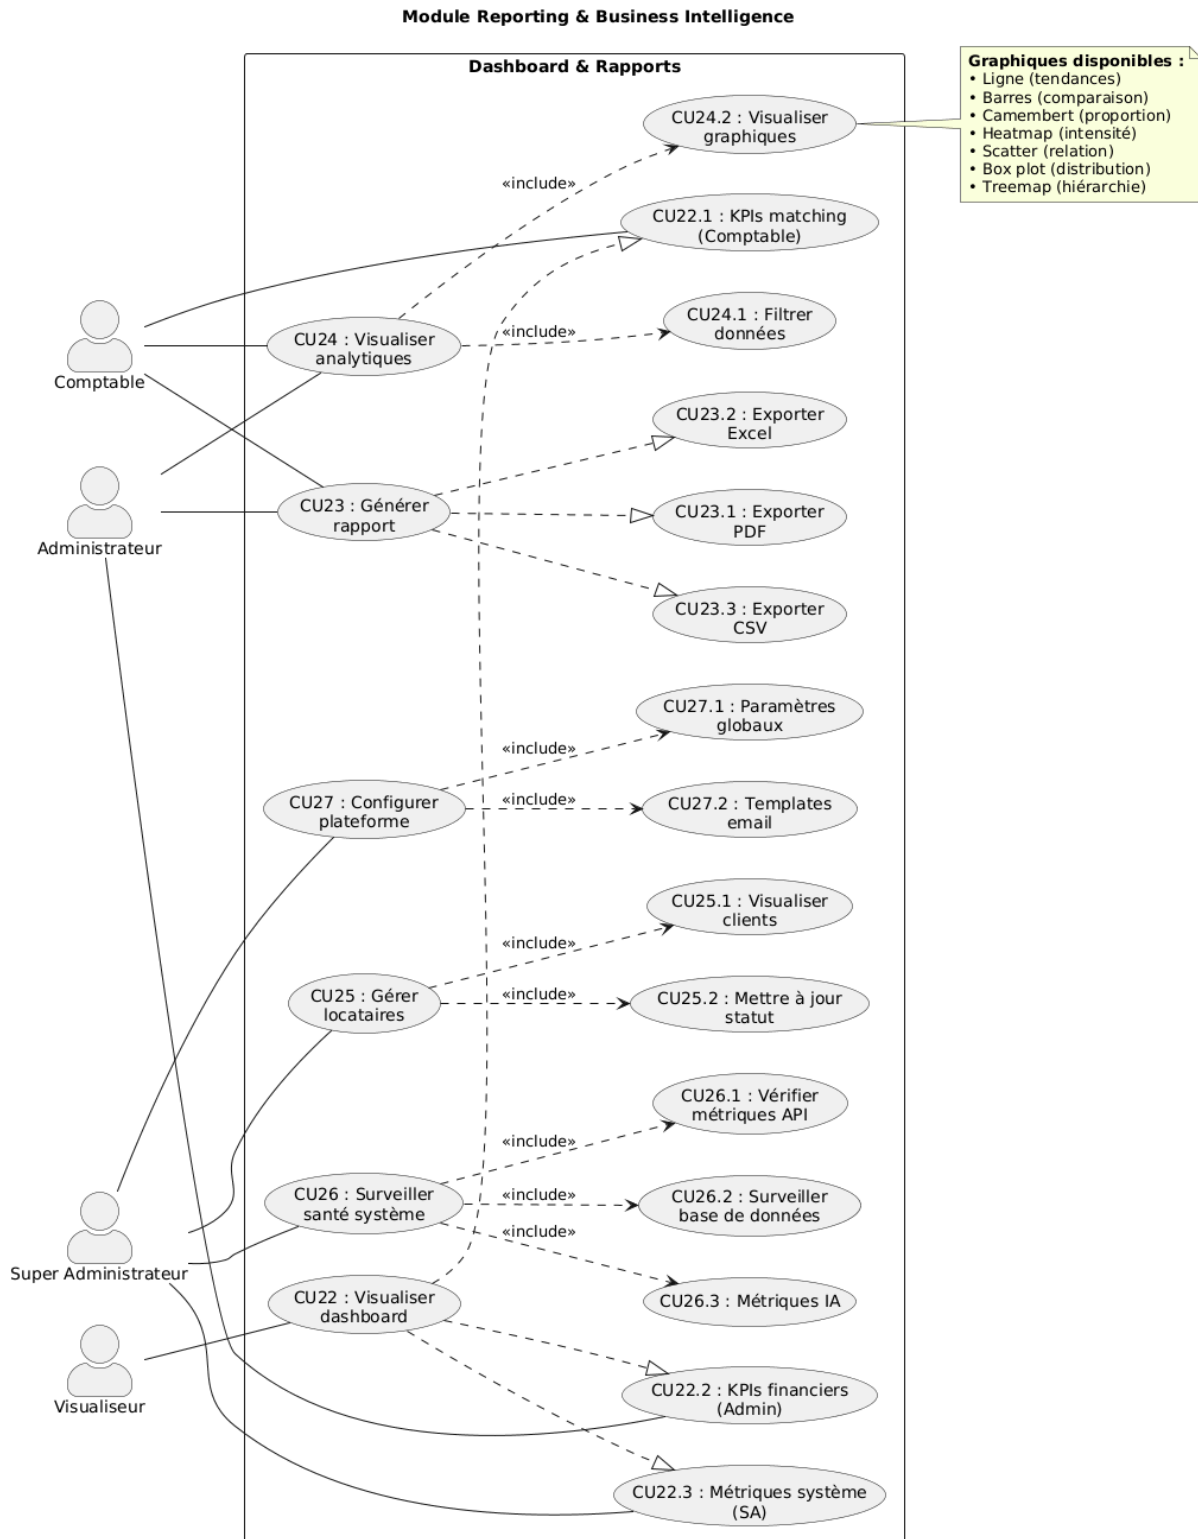 Module Reporting & Business Intelligence
Dashboard & Rapports
Graphiques disponibles :
• Ligne (tendances)
• Barres (comparaison)
• Camembert (proportion)
• Heatmap (intensité)
• Scatter (relation)
• Box plot (distribution)
• Treemap (hiérarchie)
CU24.2 : Visualiser
graphiques
«include»
CU22.1 : KPIs matching
(Comptable)
Comptable
CU24 : Visualiser
analytiques
«include»
CU24.1 : Filtrer
données
CU23.2 : Exporter
Excel
Administrateur
CU23 : Générer
rapport
CU23.1 : Exporter
PDF
CU23.3 : Exporter
CSV
CU27.1 : Paramètres
globaux
«include»
CU27 : Configurer
plateforme
«include»
CU27.2 : Templates
email
CU25.1 : Visualiser
clients
«include»
CU25 : Gérer
locataires
«include»
CU25.2 : Mettre à jour
statut
CU26.1 : Vérifier
métriques API
«include»
Super Administrateur
CU26 : Surveiller
santé système
«include»
CU26.2 : Surveiller
base de données
«include»
CU26.3 : Métriques IA
CU22 : Visualiser
dashboard
Visualiseur
CU22.2 : KPIs financiers
(Admin)
CU22.3 : Métriques système
(SA)